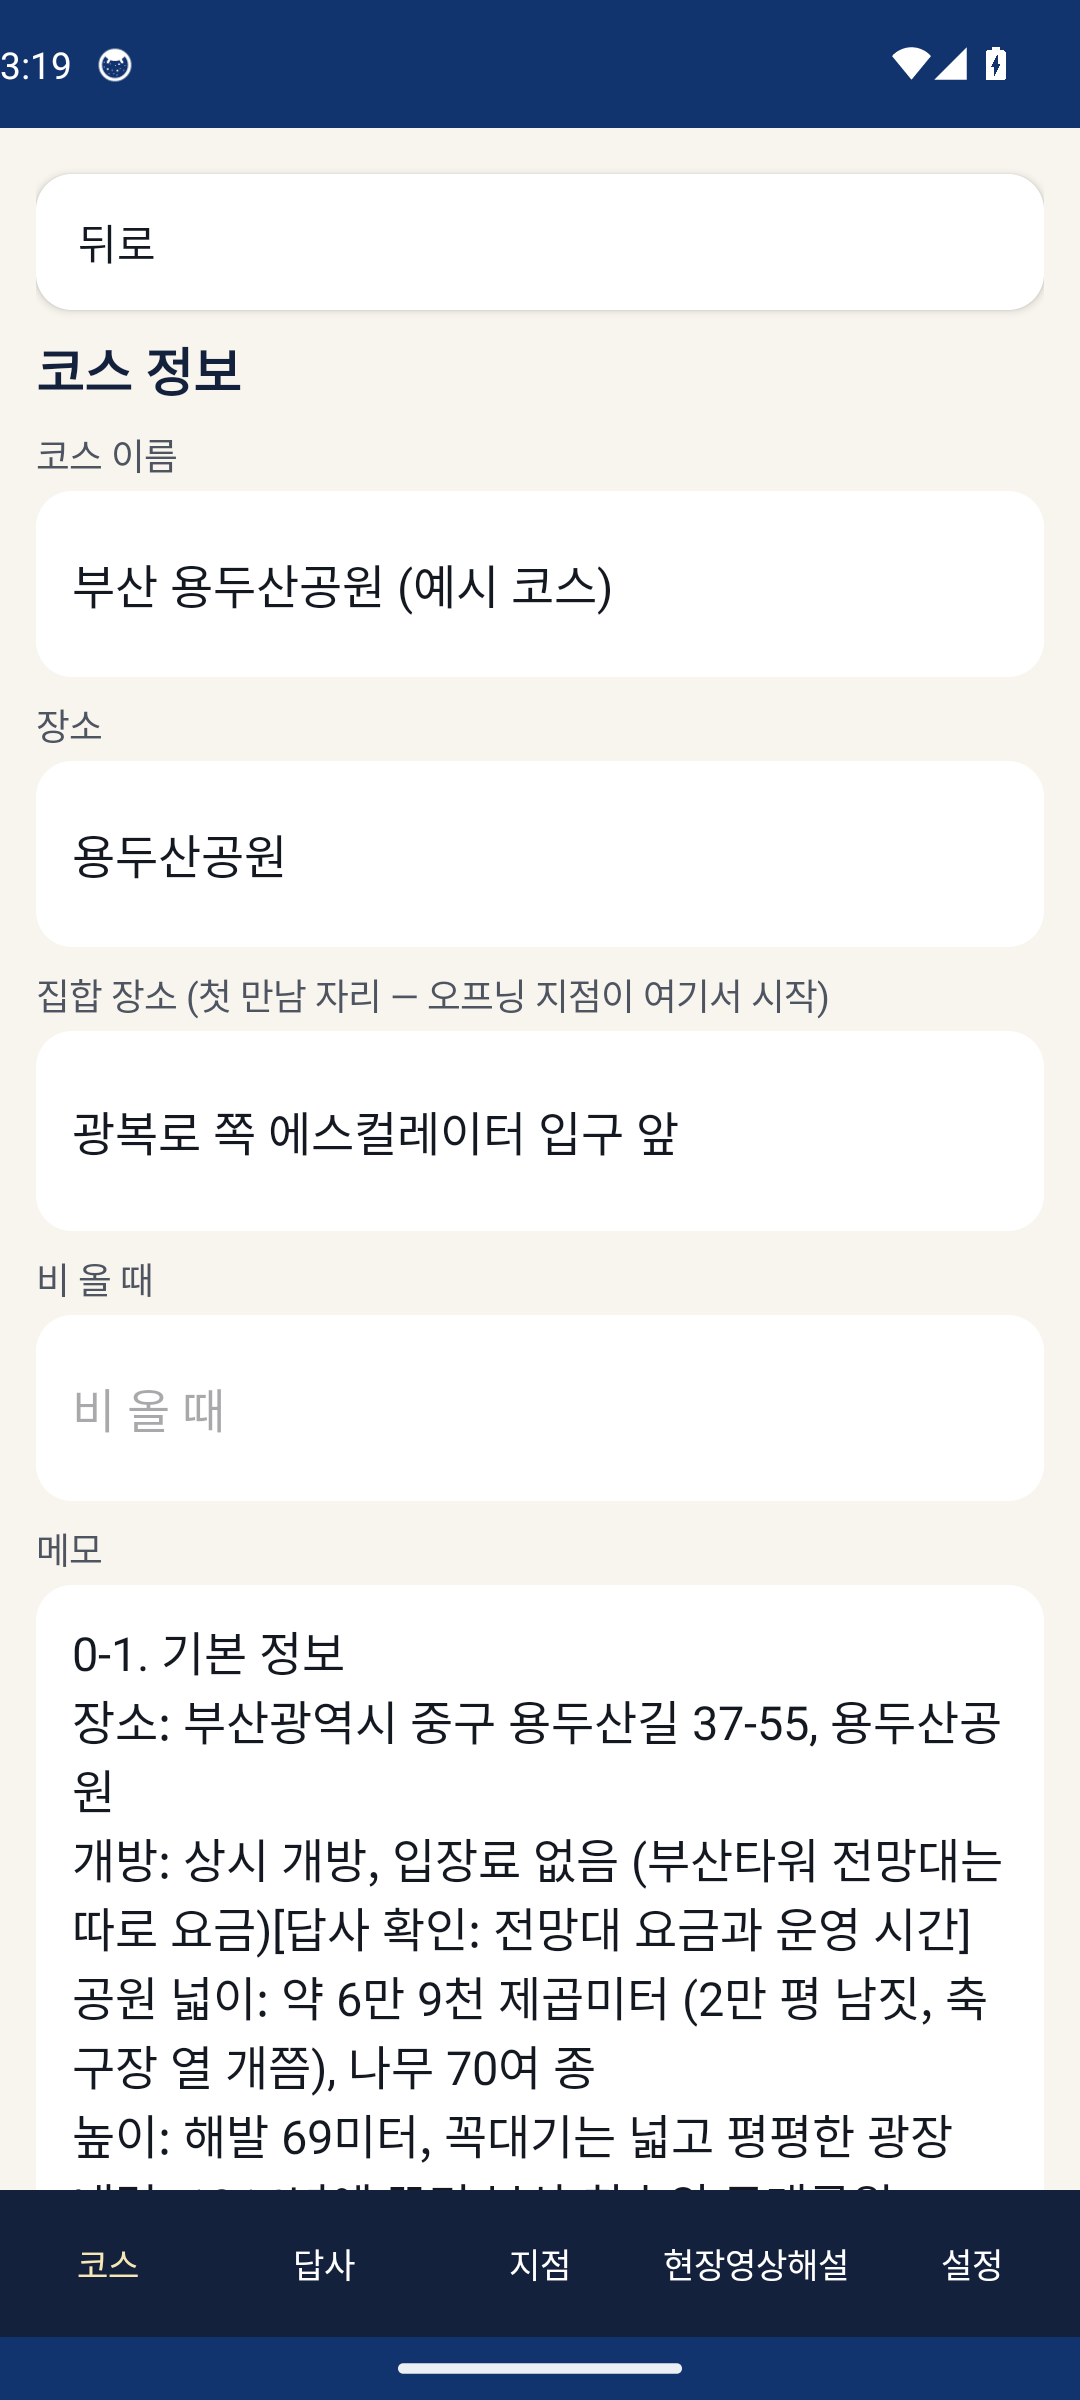 3:19
뒤로
코스 정보
코스 이름
부산 용두산공원 (예시 코스)
장소
용두산공원
집합 장소 (첫 만남 자리 — 오프닝 지점이 여기서 시작)
광복로 쪽 에스컬레이터 입구 앞
비 올 때
비 올 때
메모
0-1. 기본 정보
장소: 부산광역시 중구 용두산길 37-55, 용두산공
원
개방: 상시 개방, 입장료 없음 (부산타워 전망대는
따로 요금)[답사 확인: 전망대 요금과 운영 시간]
공원 넓이: 약 6만 9천 제곱미터 (2만 평 남짓, 축
구장 열 개쯤), 나무 70여 종
높이: 해발 69미터, 꼭대기는 넓고 평평한 광장
코스
답사
지점
현장영상해설
설정